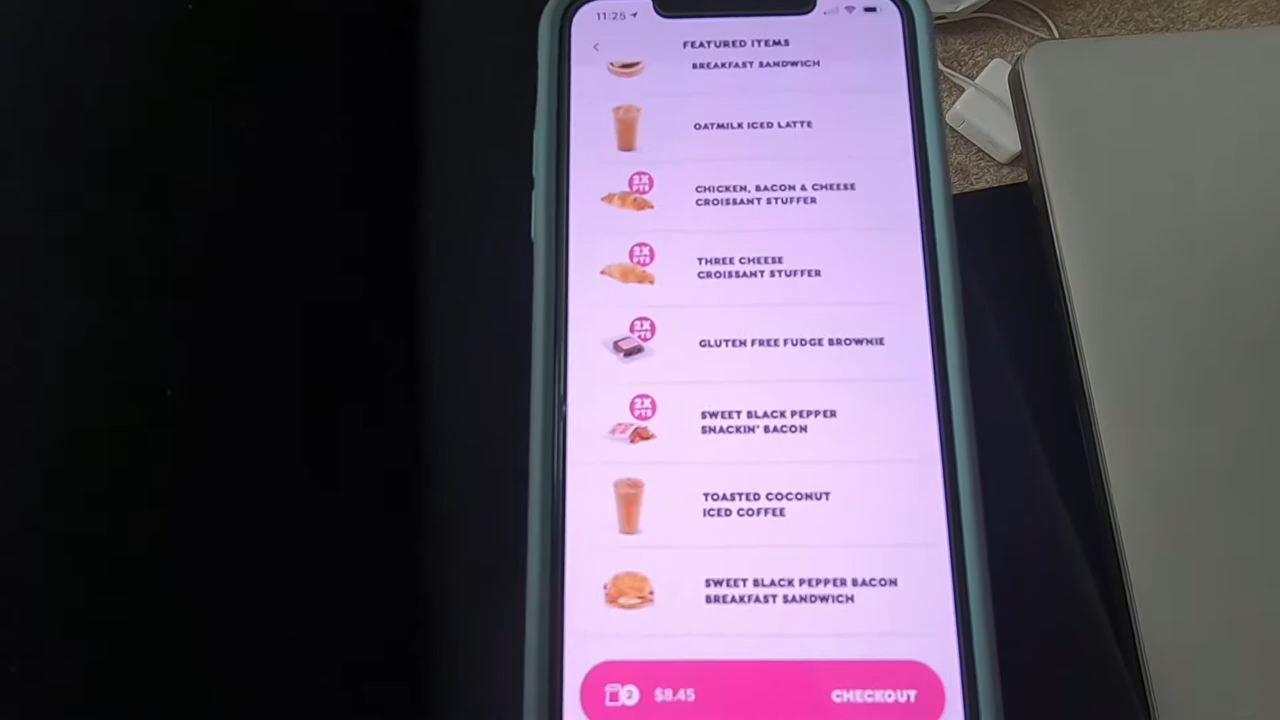 11:25
FEATURED ITEMS
BREAKFAST SANDWICH
OATMILK ICED LATTE
2X
PTS
CHICKEN, BACON & CHEESE
CROISSANT STUFFER
2X
PTS
THREE CHEESE
CROISSANT STUFFER
2X
PTS
GLUTEN FREE FUDGE BROWNIE
2X
PTS
SWEET BLACK PEPPER
SNACKIN' BACON
TOASTED COCONUT
ICED COFFEE
SWEET BLACK PEPPER BACON
BREAKFAST SANDWICH
2 $8.45 CHECKOUT